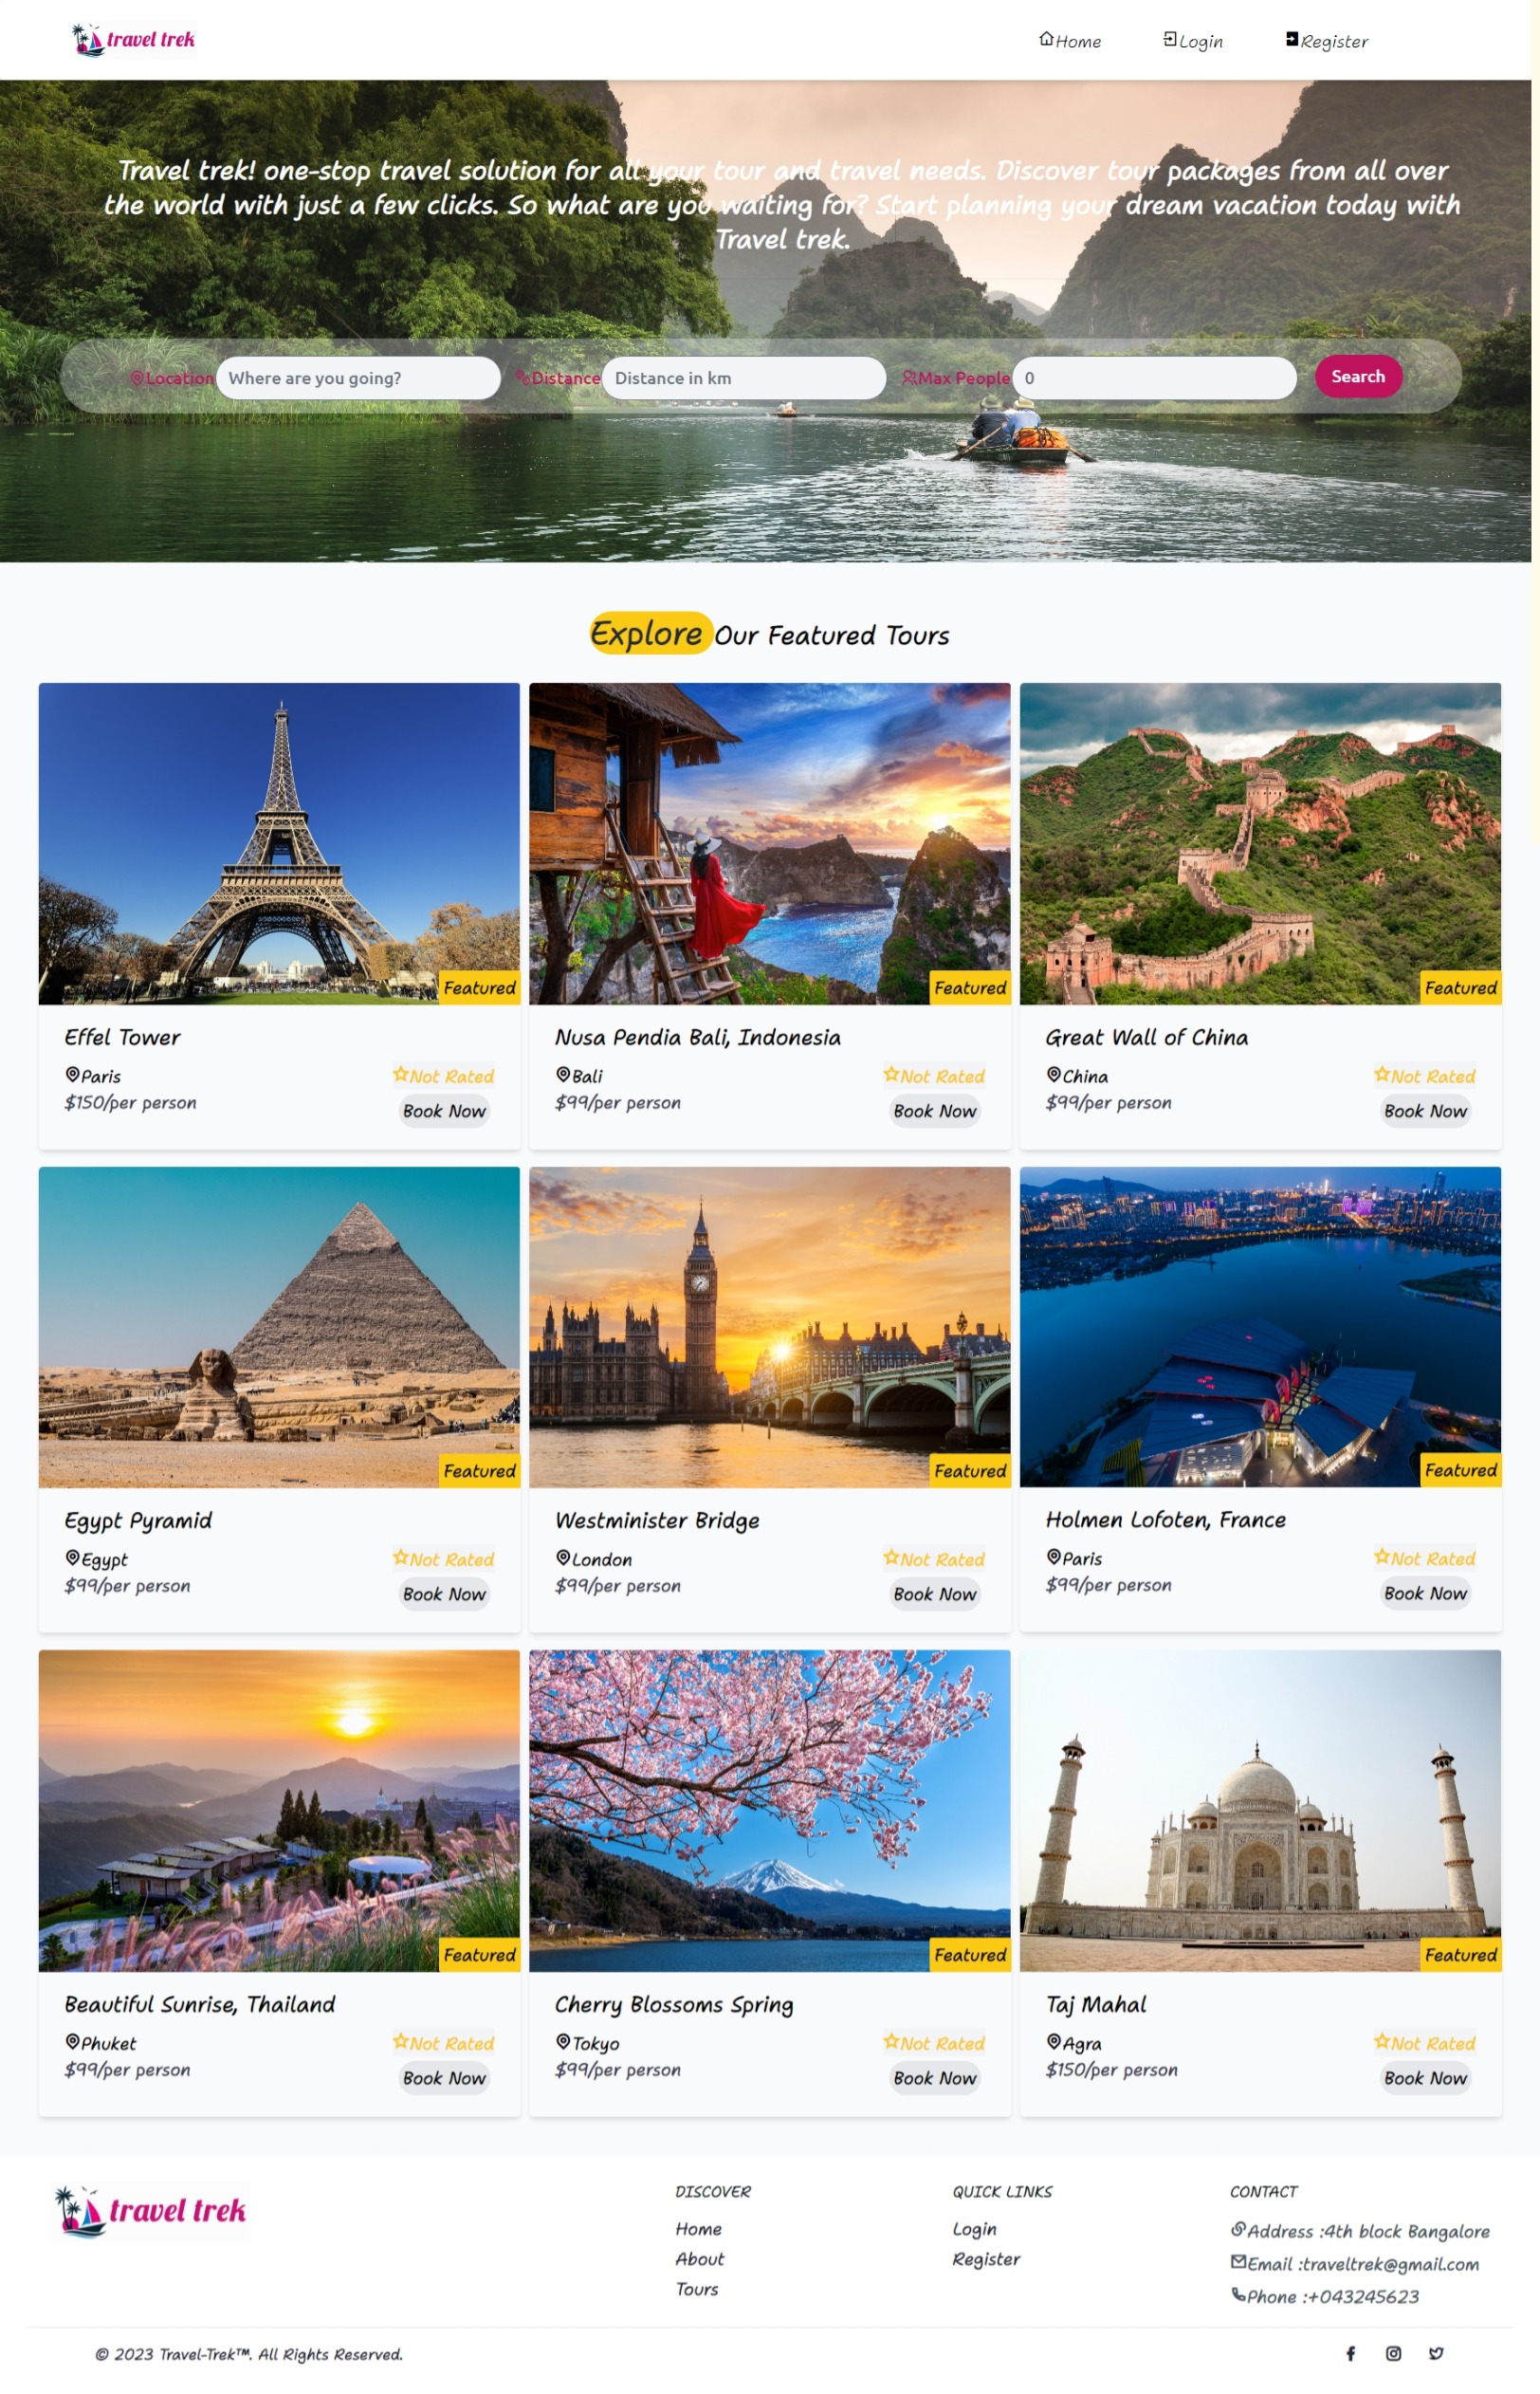 travel trek
Home Login Register
Travel trek! one-stop travel solution for all your tour and travel needs. Discover tour packages from all over
the world with just a few clicks. So what are you waiting for? Start planning your dream vacation today with
Travel trek.
Location Where are you going? Distance Distance in km Max People 0 Search
Explore Our Featured Tours
Featured Featured Featured
Effel Tower
Paris
$150/per person
Not Rated
Book Now
Nusa Pendia Bali, Indonesia
Bali
$99/per person
Not Rated
Book Now
Great Wall of China
China
$99/per person
Not Rated
Book Now
Featured Featured Featured
Egypt Pyramid
Egypt
$99/per person
Not Rated
Book Now
Westminister Bridge
London
$99/per person
Not Rated
Book Now
Holmen Lofoten, France
Paris
$99/per person
Not Rated
Book Now
Featured Featured Featured
Beautiful Sunrise, Thailand
Phuket
$99/per person
Not Rated
Book Now
Cherry Blossoms Spring
Tokyo
$99/per person
Not Rated
Book Now
Taj Mahal
Agra
$150/per person
Not Rated
Book Now
travel trek
DISCOVER
Home
About
Tours
QUICK LINKS
Login
Register
CONTACT
Address :4th block Bangalore
Email :traveltrek@gmail.com
Phone :+043245623
© 2023 Travel-Trek™. All Rights Reserved.